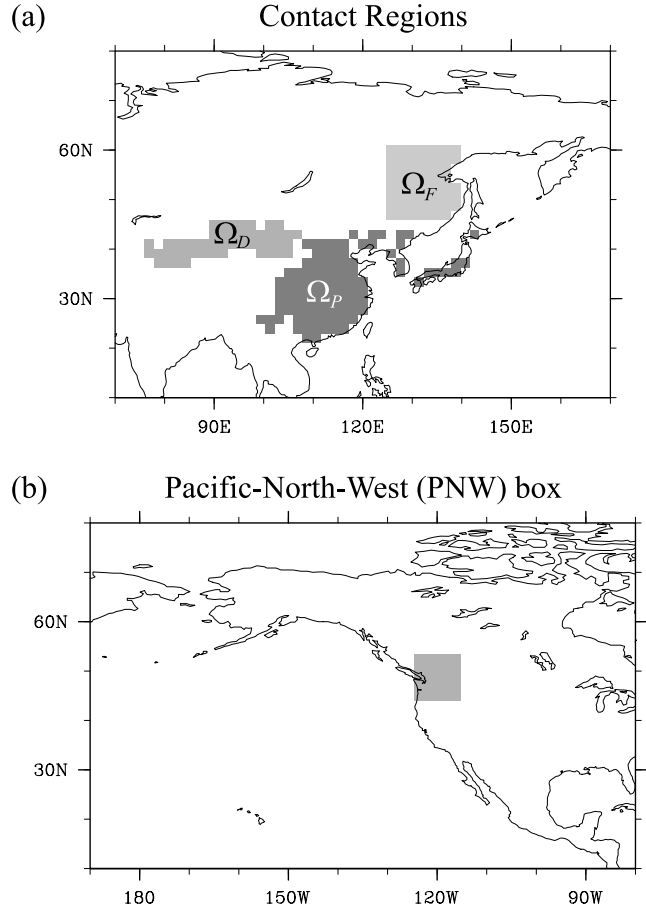 (a) Contact Regions
60N
Ω_F
Ω_D
Ω_P
30N
90E 120E 150E
(b) Pacific-North-West (PNW) box
60N
30N
180 150W 120W 90W